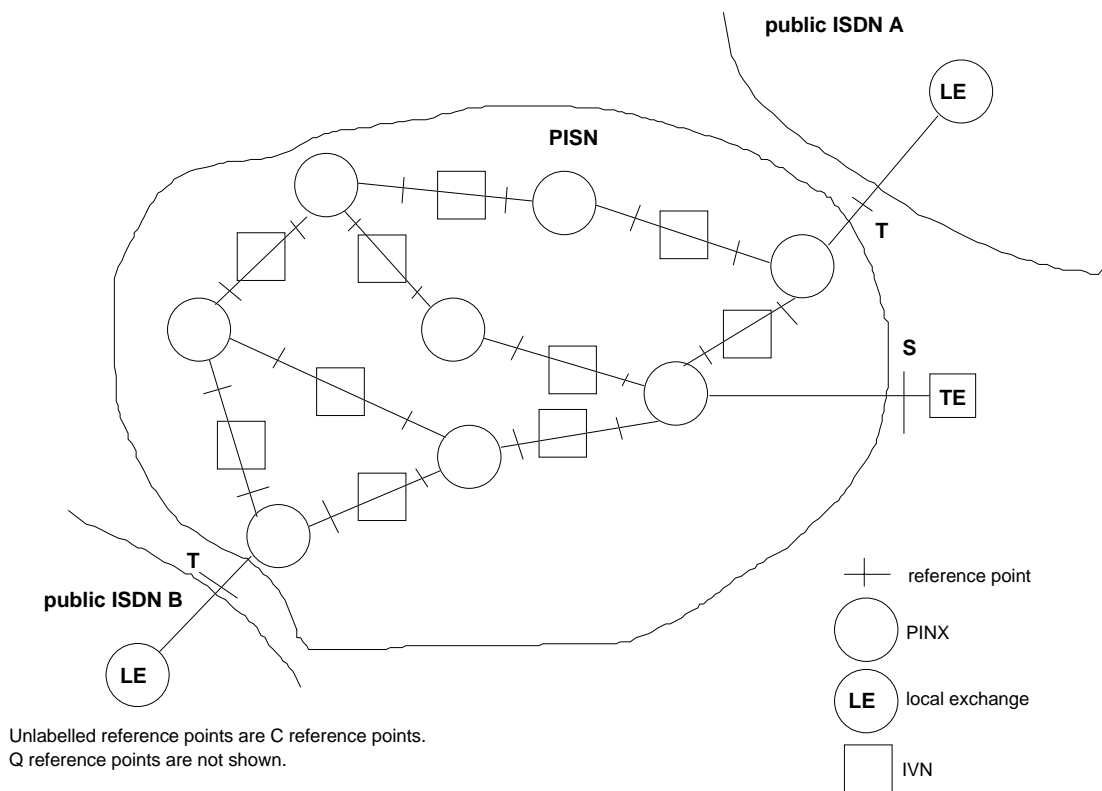 public ISDN A
LE
PISN
T
S
TE
T
public ISDN B
LE
reference point
PINX
LE
local exchange
IVN
Unlabelled reference points are C reference points.
Q reference points are not shown.